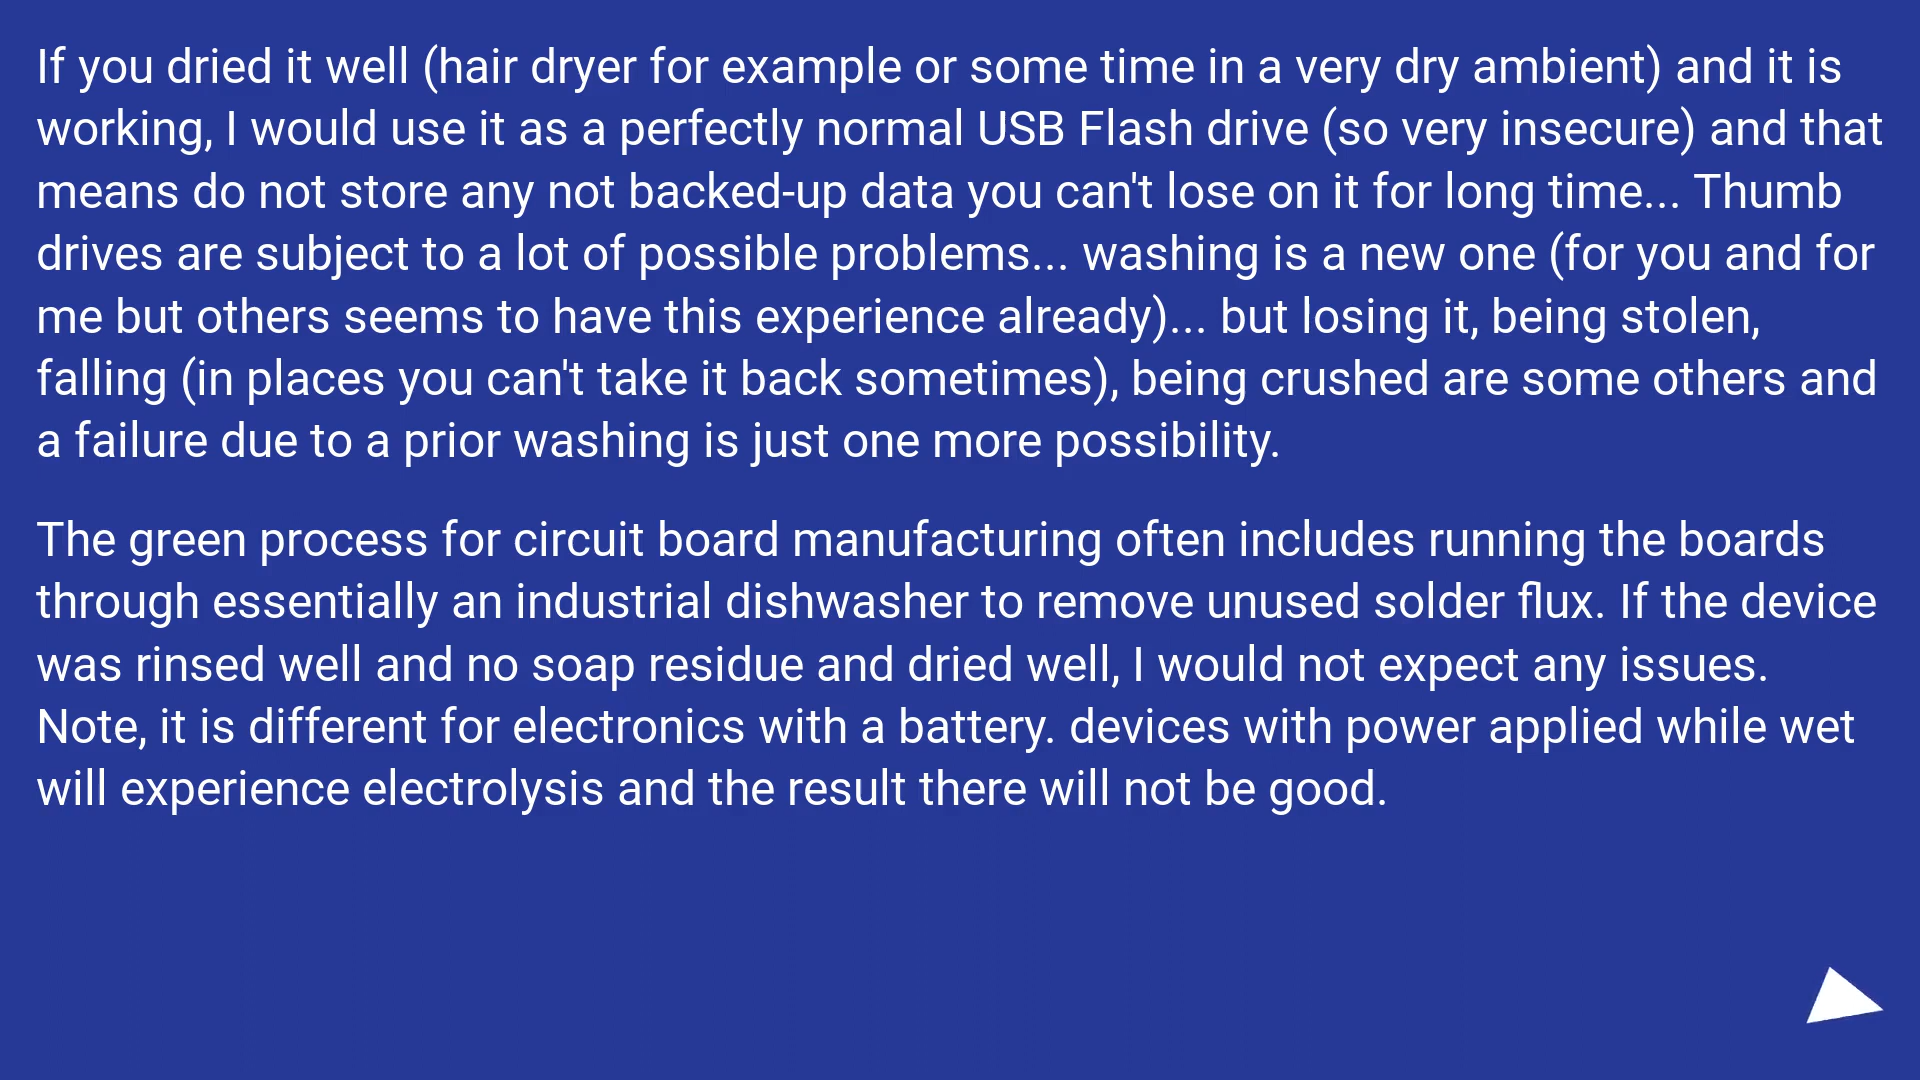 If you dried it well (hair dryer for example or some time in a very dry ambient) and it is
working, I would use it as a perfectly normal USB Flash drive (so very insecure) and that
means do not store any not backed-up data you can't lose on it for long time... Thumb
drives are subject to a lot of possible problems... washing is a new one (for you and for
me but others seems to have this experience already)... but losing it, being stolen,
falling (in places you can't take it back sometimes), being crushed are some others and
a failure due to a prior washing is just one more possibility.
The green process for circuit board manufacturing often includes running the boards
through essentially an industrial dishwasher to remove unused solder flux. If the device
was rinsed well and no soap residue and dried well, I would not expect any issues.
Note, it is different for electronics with a battery. devices with power applied while wet
will experience electrolysis and the result there will not be good.